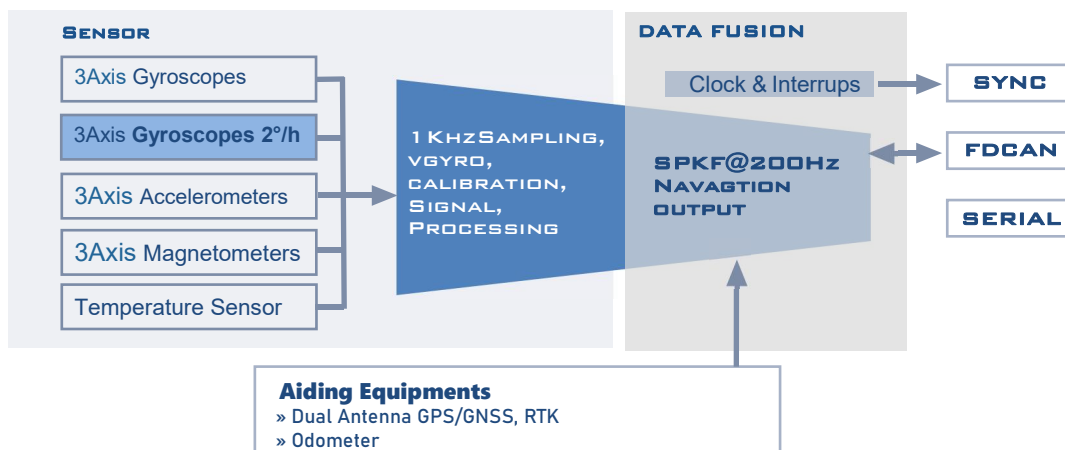 SENSOR
3Axis Gyroscopes
3Axis Gyroscopes 2°/h
3Axis Accelerometers
3Axis Magnetometers
Temperature Sensor
1KhzSampling,
vgyro,
calibration,
Signal,
Processing
DATA FUSION
Clock & Interrups
SPKF@200Hz
Navagtion
output
SYNC
FDCAN
SERIAL
Aiding Equipments
» Dual Antenna GPS/GNSS, RTK
» Odometer